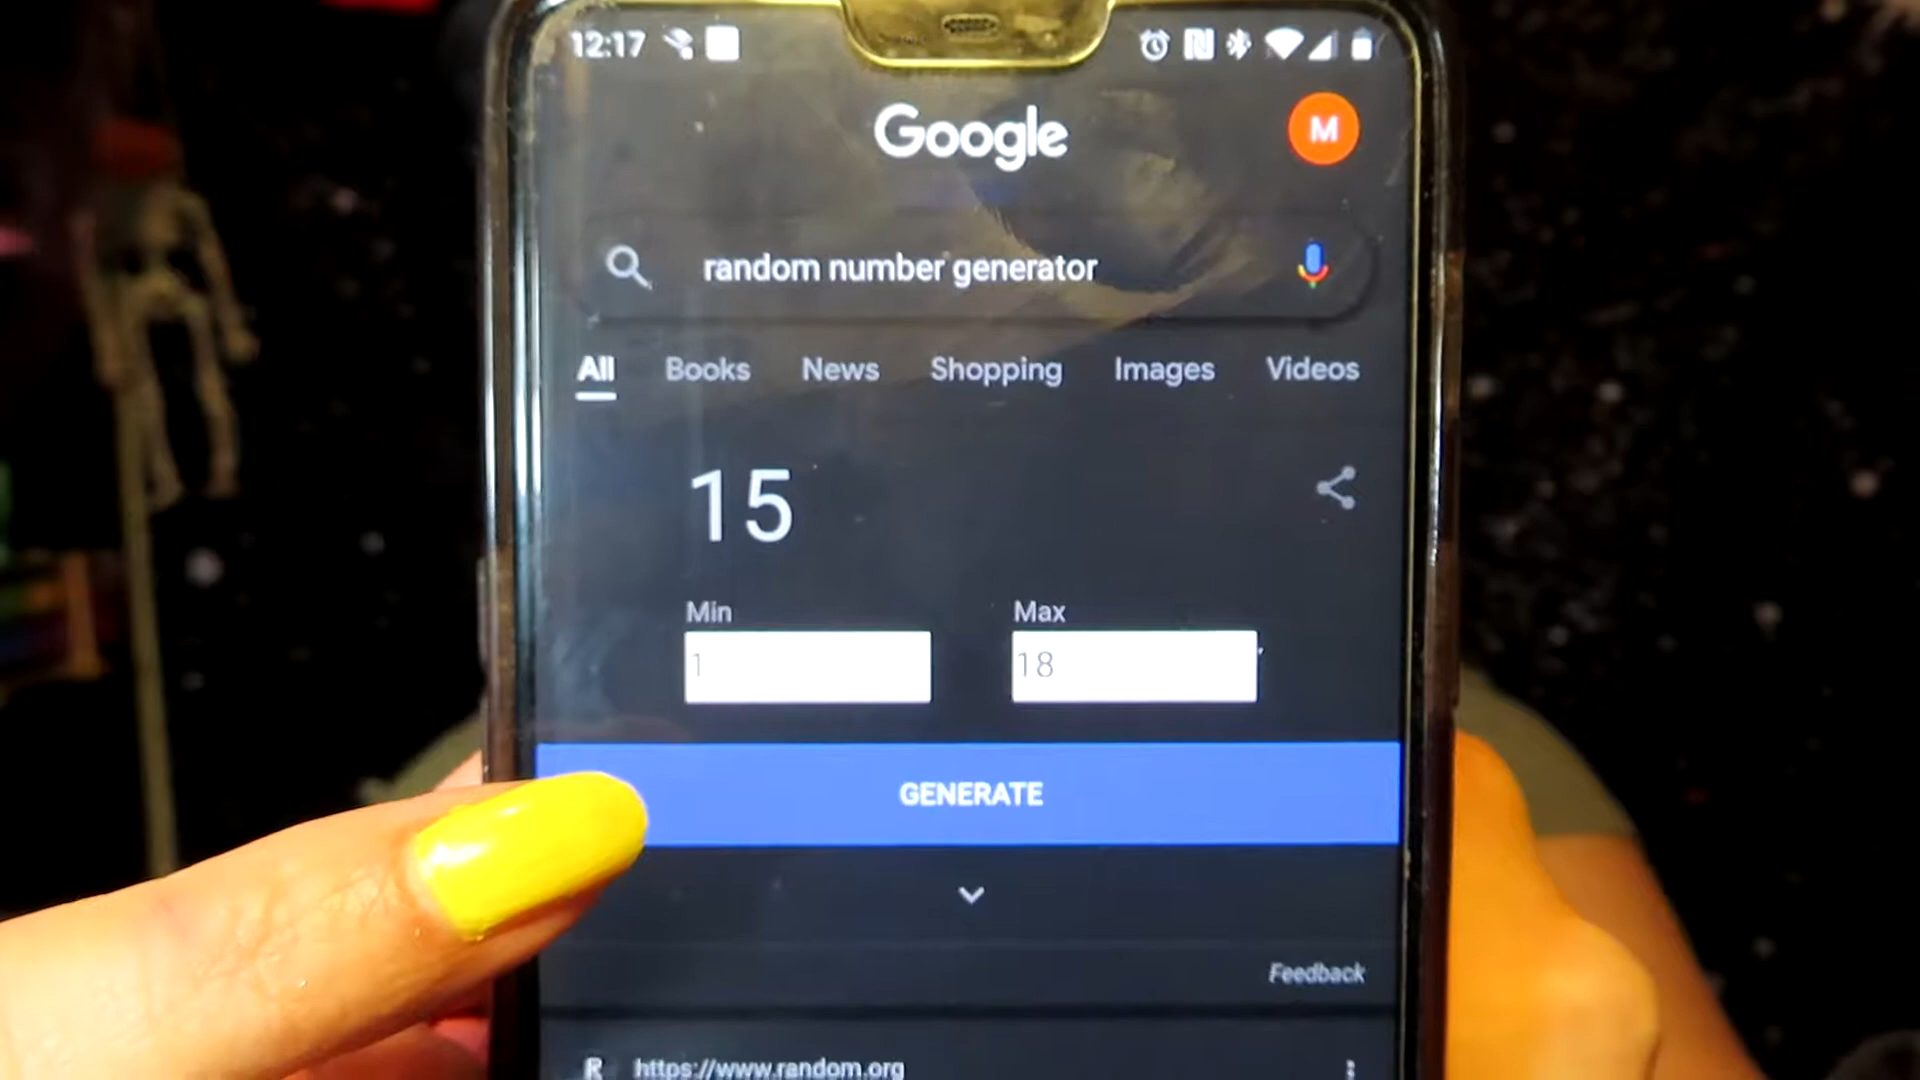 12:17
Google
M
random number generator
All Books News Shopping Images Videos
15
Min Max
1 18
GENERATE
Feedback
R https://www.random.org